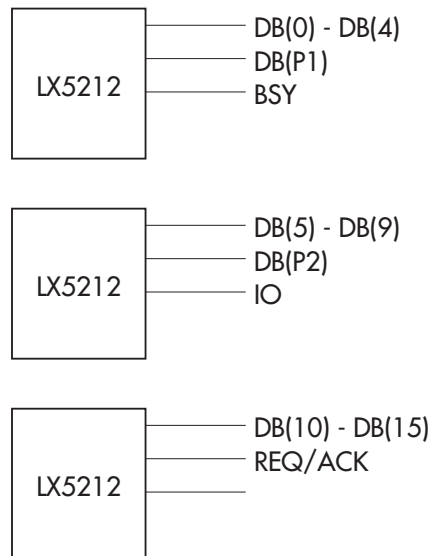 DB(0) - DB(4)
DB(P1)
LX5212
BSY
DB(5) - DB(9)
DB(P2)
LX5212
IO
DB(10) - DB(15)
REQ/ACK
LX5212